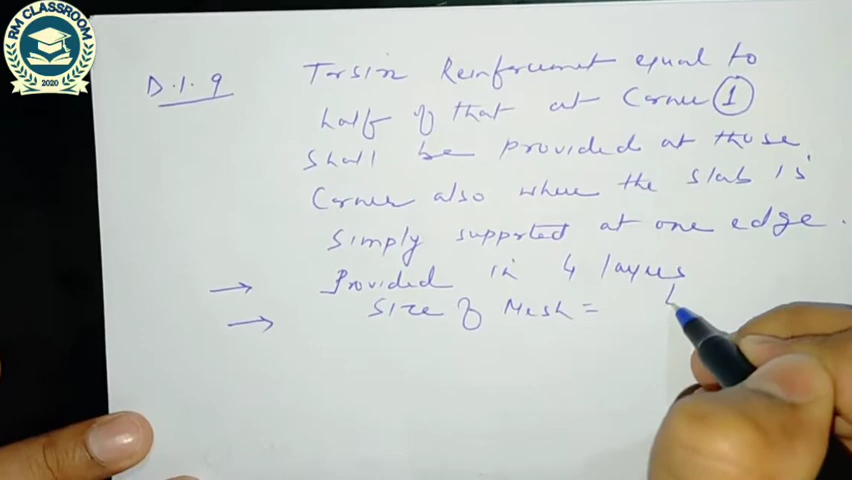 RM CLASSROOM
2020
D.1.9 Torsion Reinforcement equal to
half of that at Corner 1
shall be provided at those
Corner also where the slab is
simply supported at one edge.
→ Provided in 4 layers
→ Size of Mesh =